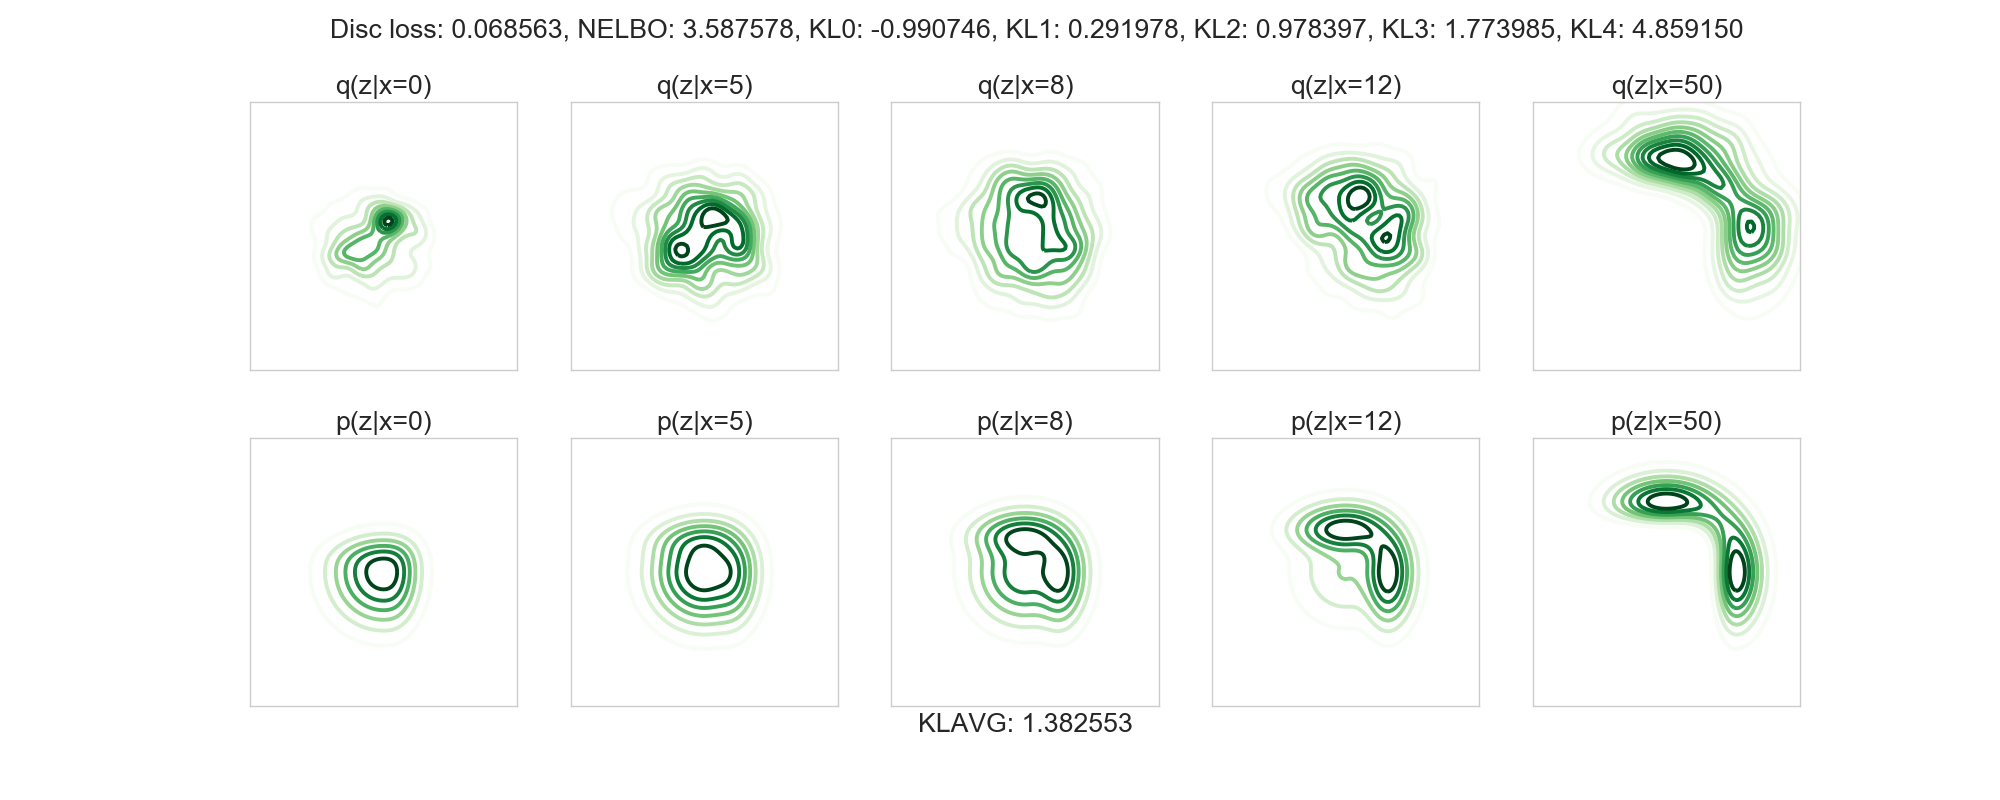 Disc loss: 0.068563, NELBO: 3.587578, KL0: -0.990746, KL1: 0.291978, KL2: 0.978397, KL3: 1.773985, KL4: 4.859150
q(z|x=0)
q(z|x=5)
q(z|x=8)
q(z|x=12)
q(z|x=50)
p(z|x=0)
p(z|x=5)
p(z|x=8)
p(z|x=12)
p(z|x=50)
KLAVG: 1.382553